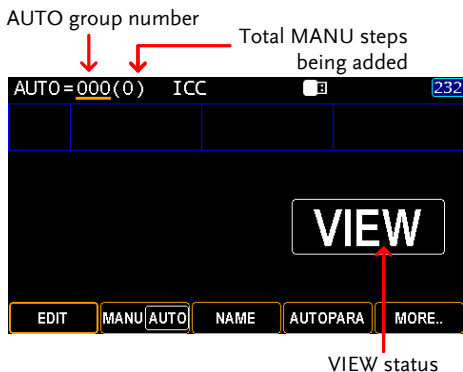 AUTO group number
Total MANU steps
being added
AUTO=000(0) ICC 232
VIEW
EDIT MANU AUTO NAME AUTOPARA MORE..
VIEW status